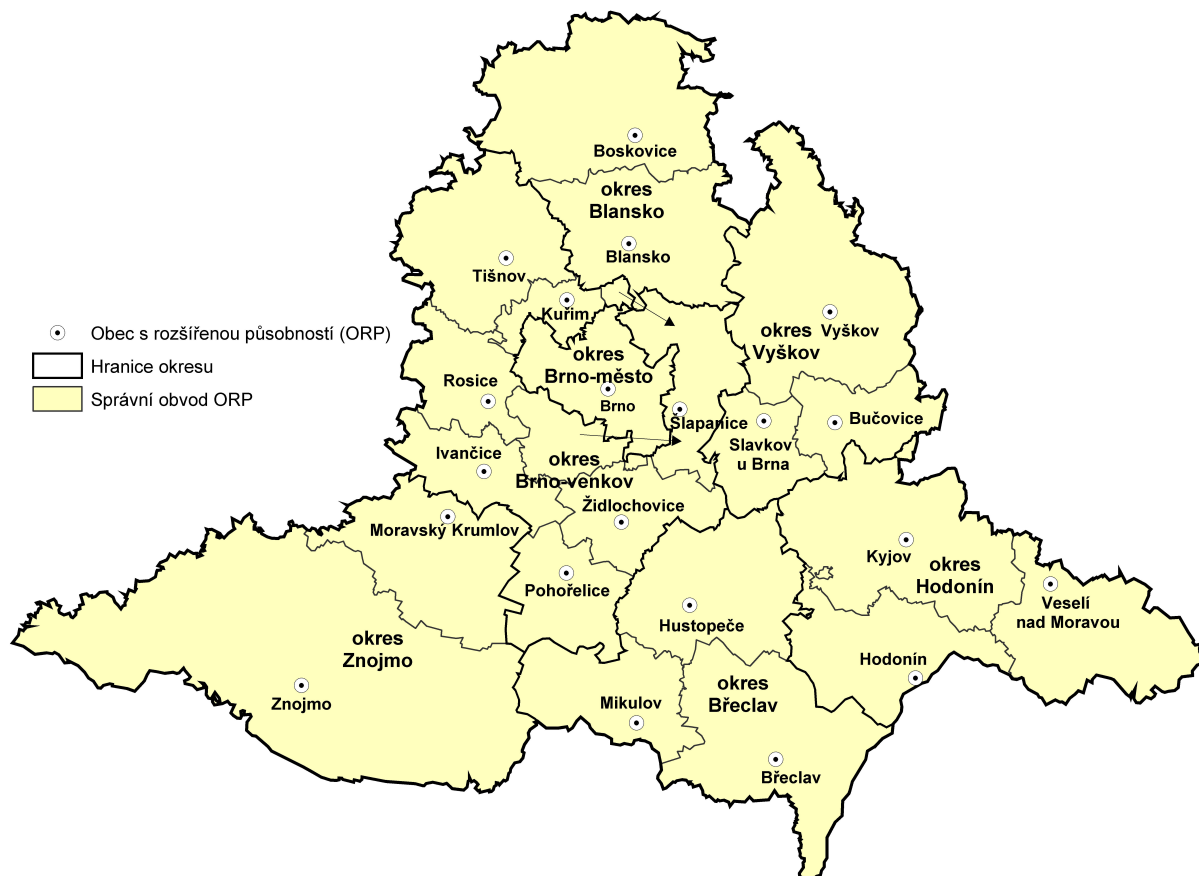 Boskovice
okres
Blansko
Blansko
Tišnov
Kuřim
Obec s rozšířenou působností (ORP)
Hranice okresu
Správní obvod ORP
okres
Vyškov
Vyškov
okres
Brno-město
Brno
Rosice
Šlapanice
Slavkov
u Brna
Bučovice
Ivančice
okres
Brno-venkov
Židlochovice
Moravský Krumlov
Pohořelice
Kyjov
okres
Hodonín
Veselí
nad Moravou
Hustopeče
okres
Znojmo
Znojmo
Hodonín
Mikulov
okres
Břeclav
Břeclav